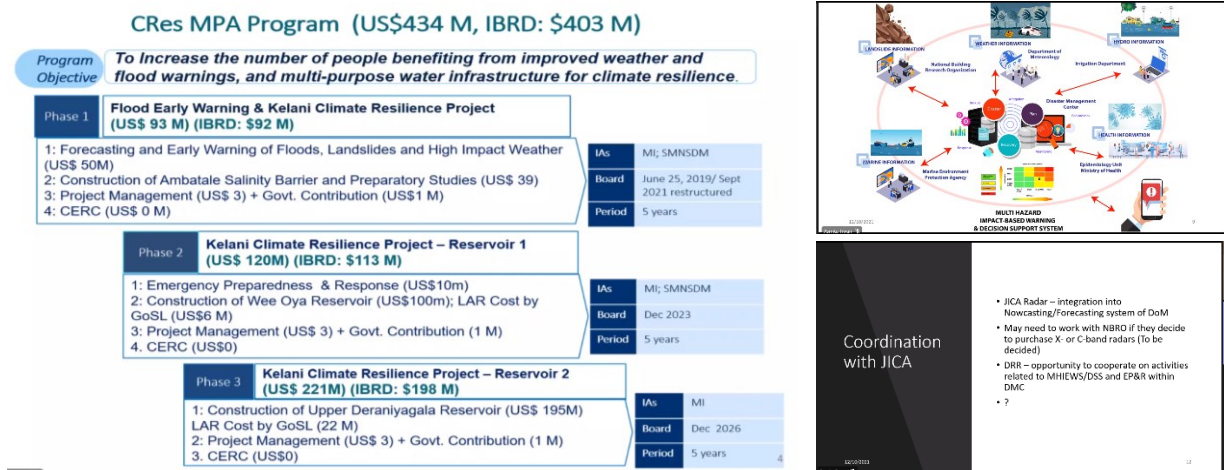 CRes MPA Program (US$434 M, IBRD: $403 M)
Program
Objective
To Increase the number of people benefiting from improved weather and
flood warnings, and multi-purpose water infrastructure for climate resilience.
Phase 1
Flood Early Warning & Kelani Climate Resilience Project
(US$ 93 M) (IBRD: $92 M)
1: Forecasting and Early Warning of Floods, Landslides and High Impact Weather
(US$ 50M)
2: Construction of Ambatale Salinity Barrier and Preparatory Studies (US$ 39)
3: Project Management (US$ 3) + Govt. Contribution (US$1 M)
4: CERC (US$ 0 M)
IAs MI; SMNSDM
Board June 25, 2019/ Sept
2021 restructured
Period 5 years
Phase 2
Kelani Climate Resilience Project – Reservoir 1
(US$ 120M) (IBRD: $113 M)
1: Emergency Preparedness & Response (US$10m)
2: Construction of Wee Oya Reservoir (US$100m); LAR Cost by
GoSL (US$6 M)
3: Project Management (US$ 3) + Govt. Contribution (1 M)
4. CERC (US$0)
IAs MI; SMNSDM
Board Dec 2023
Period 5 years
Phase 3
Kelani Climate Resilience Project – Reservoir 2
(US$ 221M) (IBRD: $198 M)
1: Construction of Upper Deraniyagala Reservoir (US$ 195M)
LAR Cost by GoSL (22 M)
2: Project Management (US$ 3) + Govt. Contribution (1 M)
3. CERC (US$0)
IAs MI
Board Dec 2026
Period 5 years
4
LANDSLIDE INFORMATION
WEATHER INFORMATION
HYDRO INFORMATION
National Building
Research Organization
Department of
Meteorology
Irrigation Department
Disaster Management
Center
HEALTH INFORMATION
MARINE INFORMATION
Marine Environment
Protection Agency
Epidemiology Unit
Ministry of Health
MULTI HAZARD
IMPACT-BASED WARNING
& DECISION SUPPORT SYSTEM
12/10/2021
9
Coordination
with JICA
• JICA Radar – integration into
Nowcasting/Forecasting system of DoM
• May need to work with NBRO if they decide
to purchase X- or C-band radars (To be
decided)
• DRR – opportunity to cooperate on activities
related to MHIEWS/DSS and EP&R within
DMC
• ?
12/10/2021